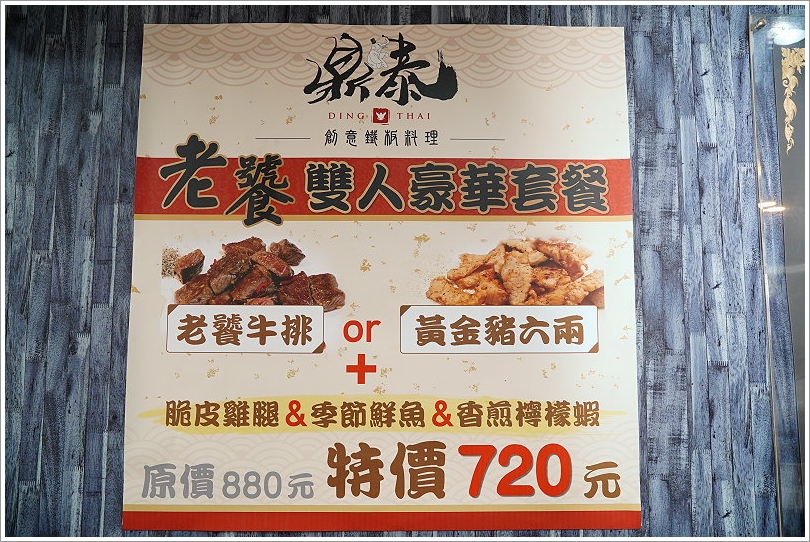 鼎泰
DING THAI
創意鐵板料理
老饕雙人豪華套餐
老饕牛排 or 黃金豬六兩
+
脆皮雞腿&季節鮮魚&香煎檸檬蝦
原價880元 特價720元